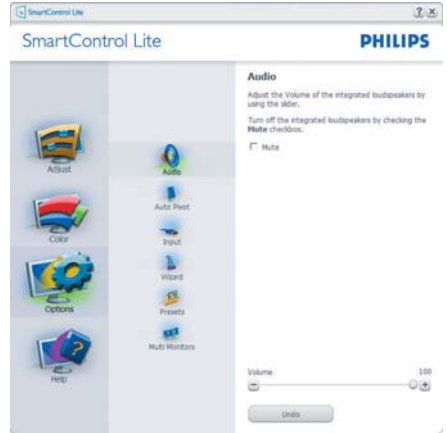 SmartControl Lite
SmartControl Lite
PHILIPS
Adjust
Color
Options
Help
Audio
Auto Pivot
Input
Wizard
Presets
Multi Monitors
Audio
Adjust the Volume of the integrated loudspeakers by
using the slider.
Turn off the integrated loudspeakers by checking the
Mute checkbox.
Mute
Volume
100
Undo